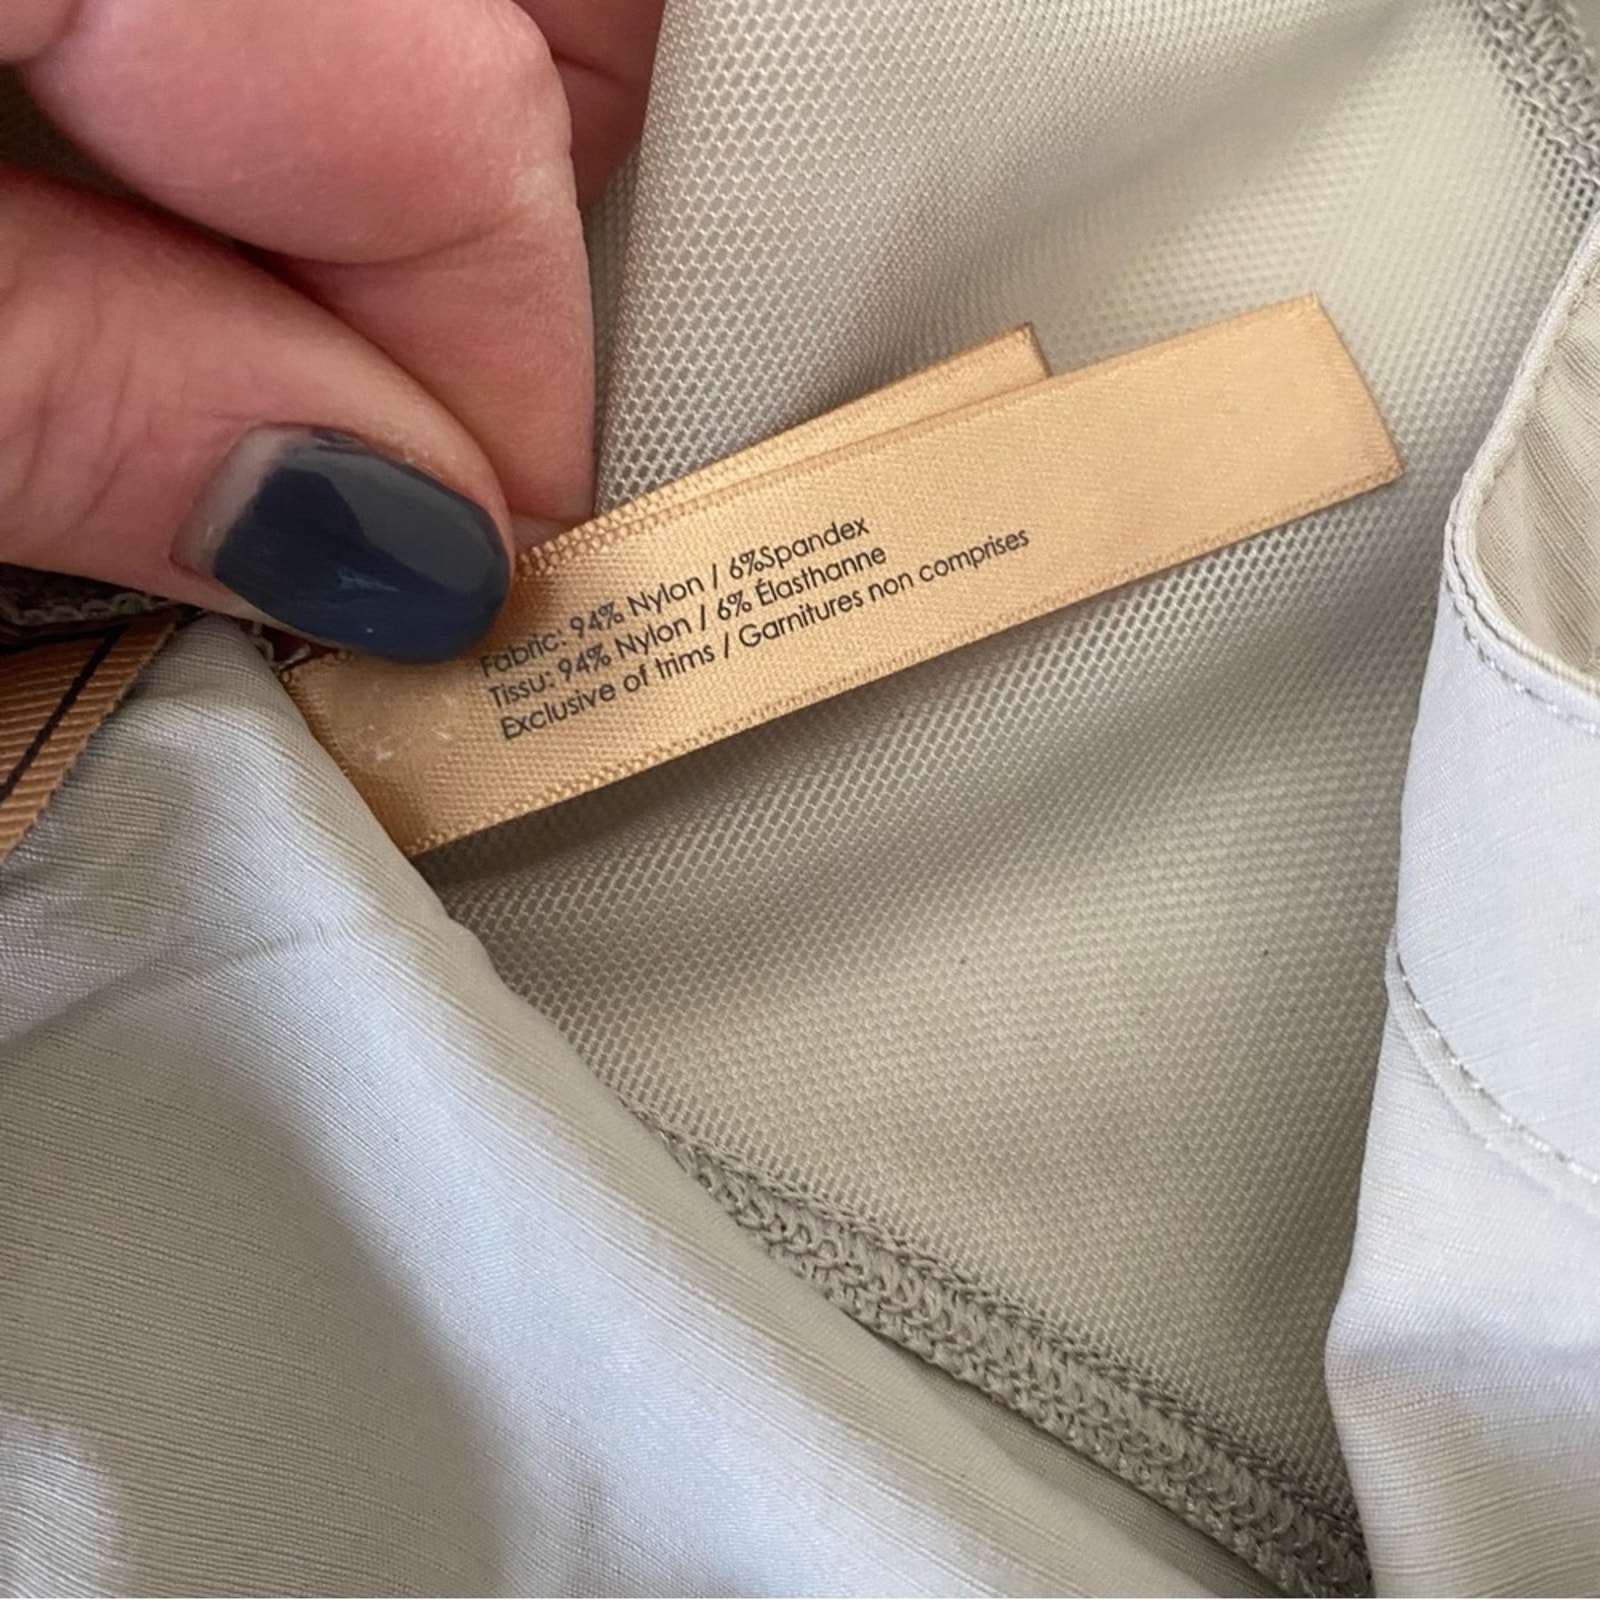 Fabric: 94% Nylon / 6%Spandex
Tissu: 94% Nylon / 6% Élasthanne
Exclusive of trims / Garnitures non comprises